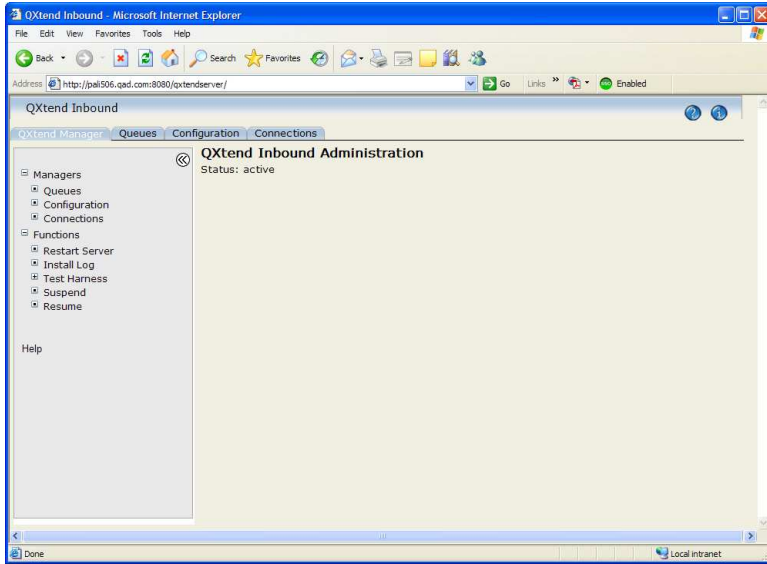 QXtend Inbound - Microsoft Internet Explorer
File Edit View Favorites Tools Help
Back Search Favorites
Address http://pali506.qad.com:8080/qxtendserver/ Go Links » Enabled
QXtend Inbound
QXtend Manager Queues Configuration Connections
QXtend Inbound Administration
Status: active
Managers
Queues
Configuration
Connections
Functions
Restart Server
Install Log
Test Harness
Suspend
Resume
Help
Done Local intranet